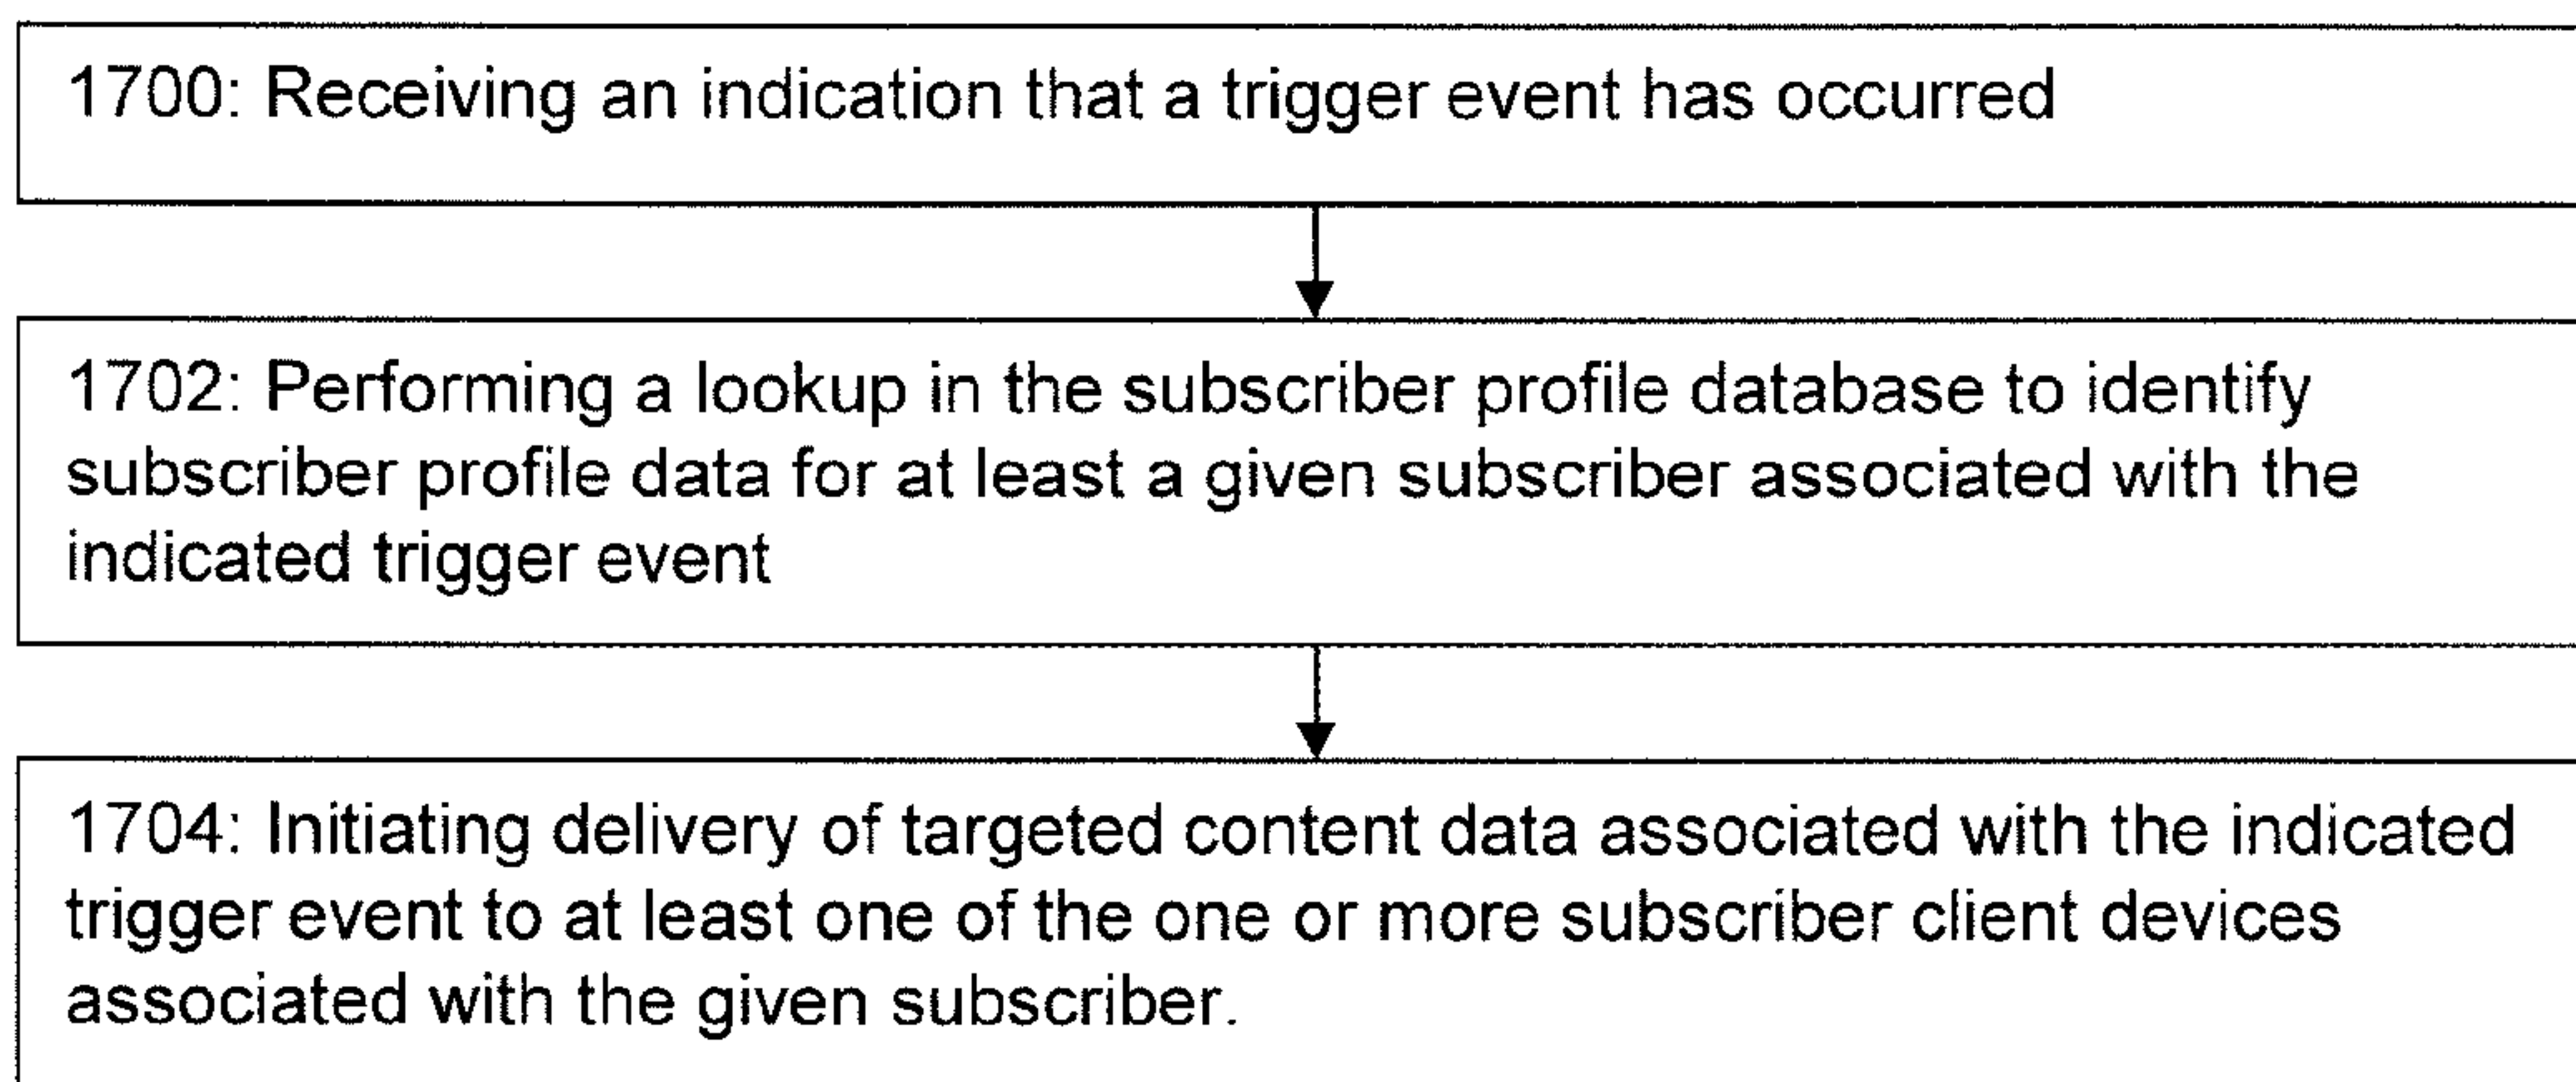 1700: Receiving an indication that a trigger event has occurred
1702: Performing a lookup in the subscriber profile database to identify
subscriber profile data for at least a given subscriber associated with the
indicated trigger event
1704: Initiating delivery of targeted content data associated with the indicated
trigger event to at least one of the one or more subscriber client devices
associated with the given subscriber.